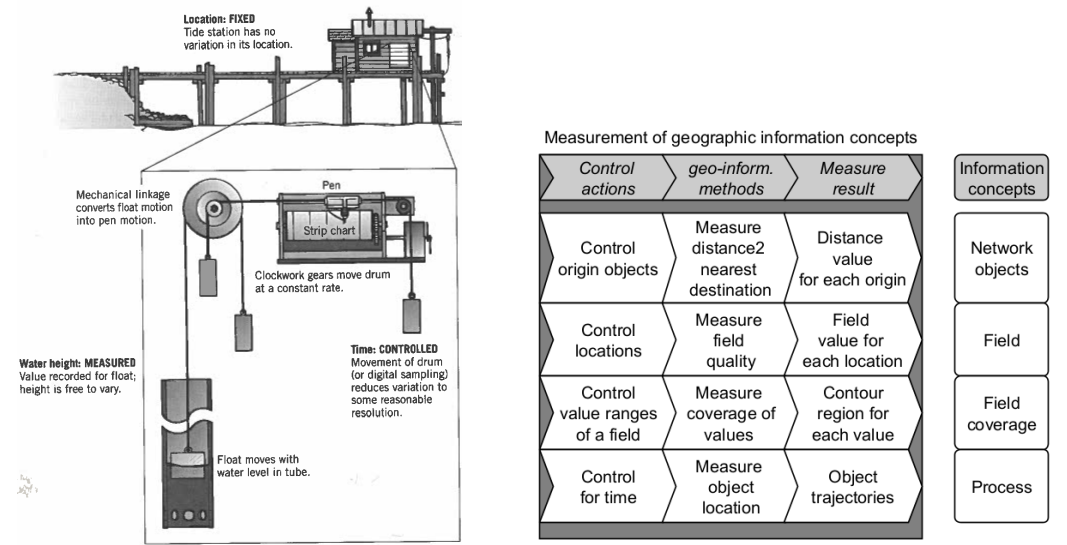 Location: FIXED
Tide station has no
variation in its location.
Mechanical linkage
converts float motion
into pen motion.
Pen
Strip chart
Clockwork gears move drum
at a constant rate.
Water height: MEASURED
Value recorded for float;
height is free to vary.
Time: CONTROLLED
Movement of drum
(or digital sampling)
reduces variation to
some reasonable
resolution.
Float moves with
water level in tube.
Measurement of geographic information concepts
Control
actions
geo-inform.
methods
Measure
result
Information
concepts
Control
origin objects
Measure
distance2
nearest
destination
Distance
value
for each origin
Network
objects
Control
locations
Measure
field
quality
Field
value for
each location
Field
Control
value ranges
of a field
Measure
coverage of
values
Contour
region for
each value
Field
coverage
Control
for time
Measure
object
location
Object
trajectories
Process